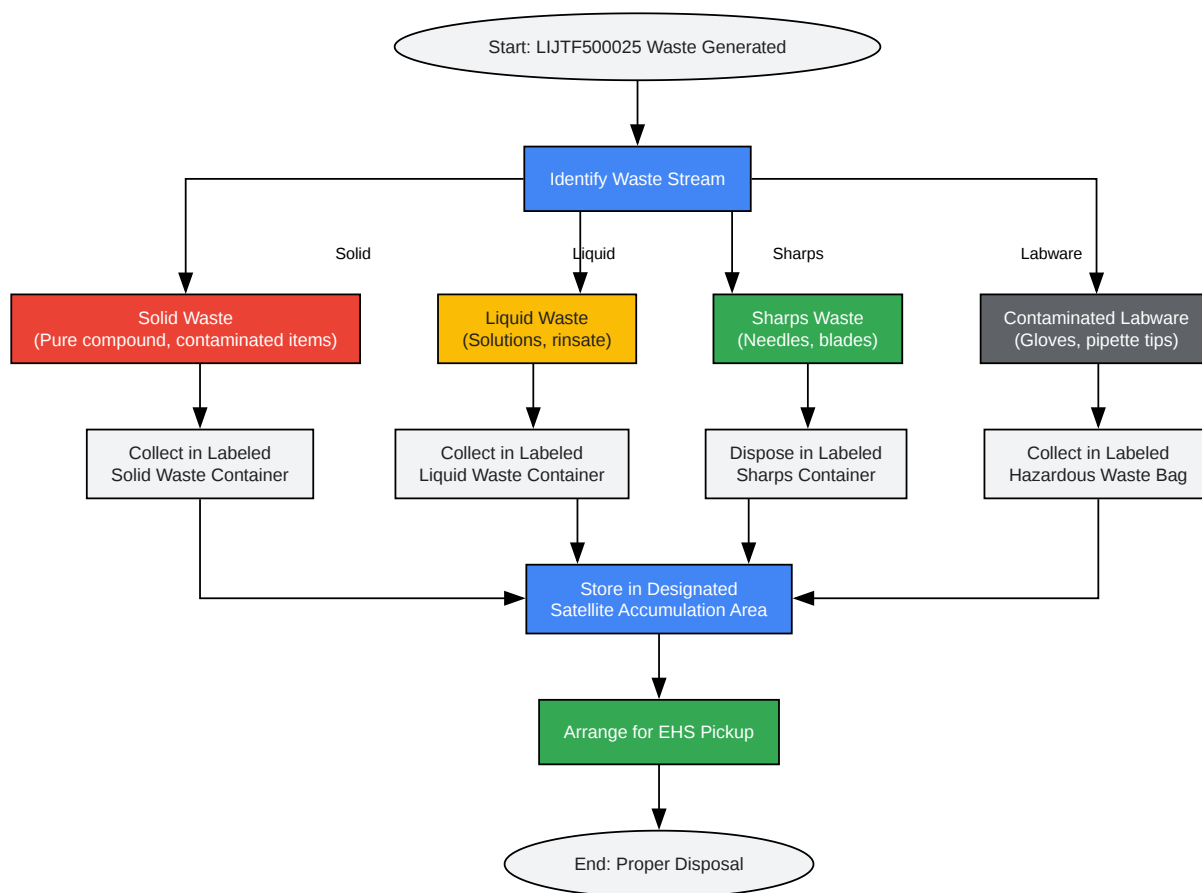 Start: LIJTF500025 Waste Generated
Identify Waste Stream
Solid
Liquid
Sharps
Labware
Solid Waste
(Pure compound, contaminated items)
Liquid Waste
(Solutions, rinsate)
Sharps Waste
(Needles, blades)
Contaminated Labware
(Gloves, pipette tips)
Collect in Labeled
Solid Waste Container
Collect in Labeled
Liquid Waste Container
Dispose in Labeled
Sharps Container
Collect in Labeled
Hazardous Waste Bag
Store in Designated
Satellite Accumulation Area
Arrange for EHS Pickup
End: Proper Disposal